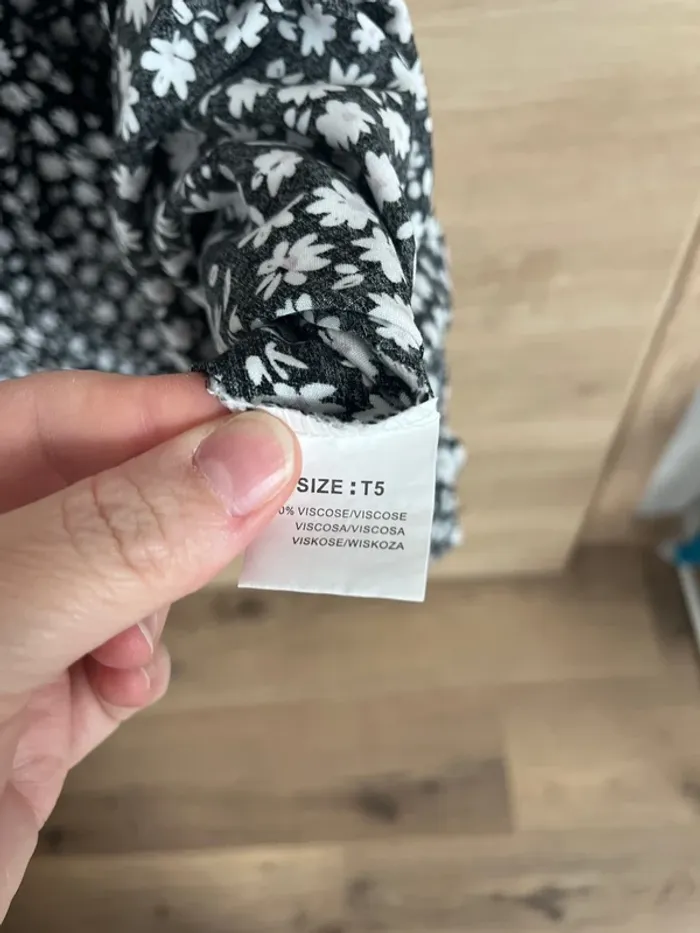 SIZE:T5
0% VISCOSE/VISCOSE
VISCOSA/VISCOSA
VISKOSE/WISKOZA